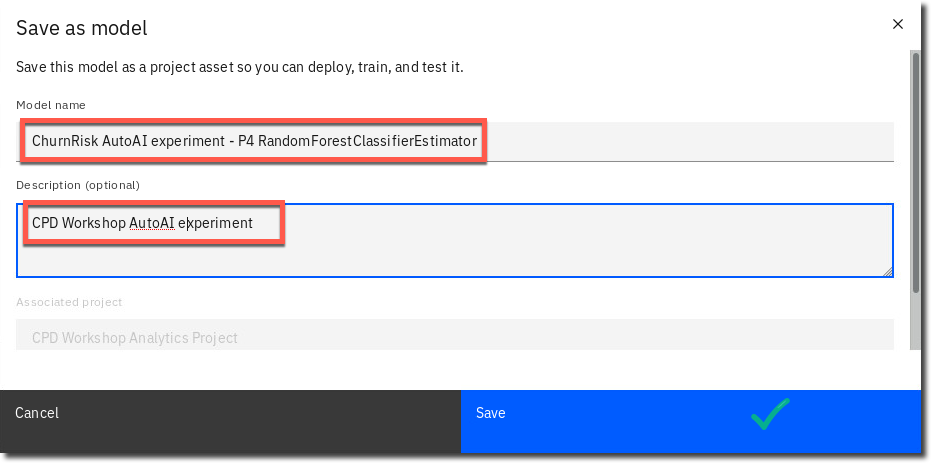 Save as model
Save this model as a project asset so you can deploy, train, and test it.
Model name
ChurnRisk AutoAI experiment - P4 RandomForestClassifierEstimator
Description (optional)
CPD Workshop AutoAI experiment
Associated project
CPD Workshop Analytics Project
Cancel
Save